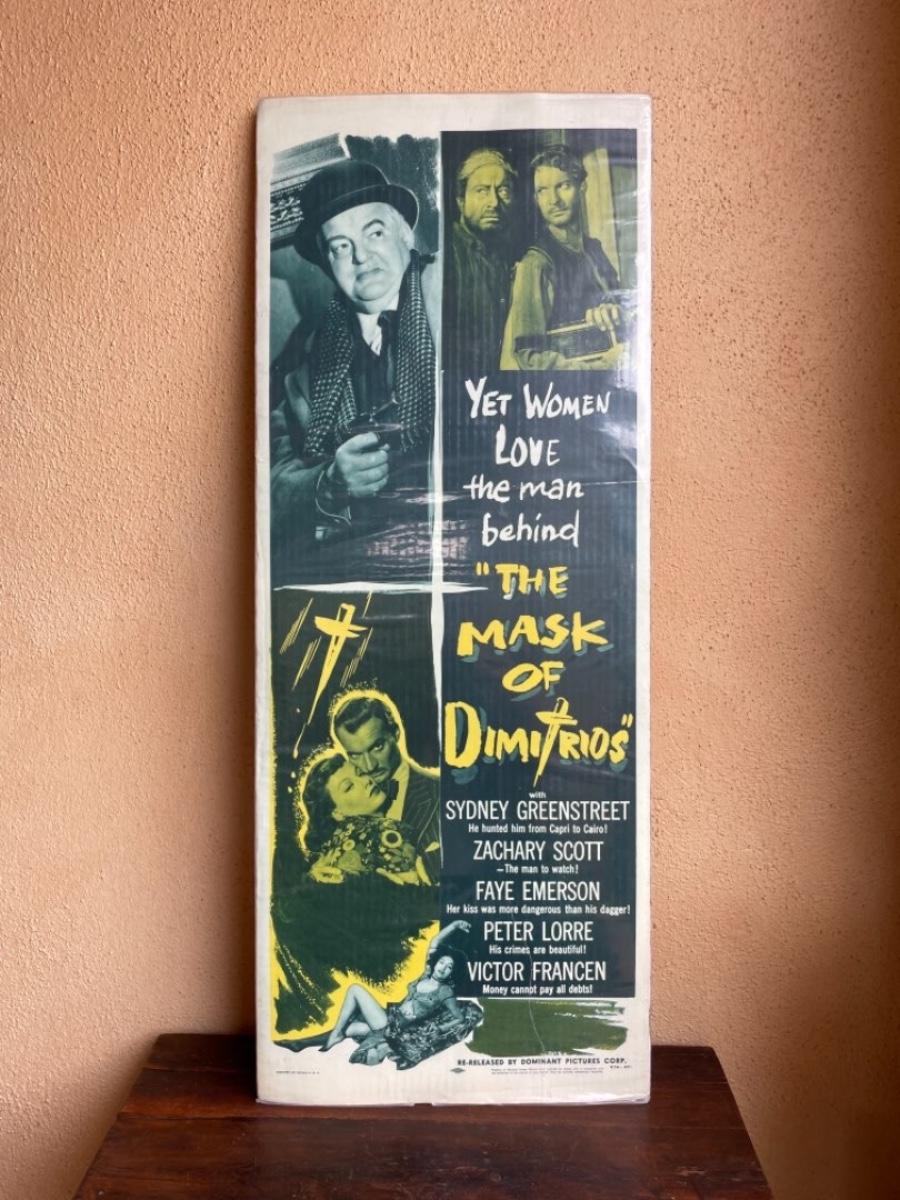 YET WOMEN
LOVE
the man
behind
"THE
MASK
OF
DIMITRIOS"
with
SYDNEY GREENSTREET
He hunted him from Capri to Cairo!
ZACHARY SCOTT
—The man to watch!
FAYE EMERSON
Her kiss was more dangerous than his dagger!
PETER LORRE
His crimes are beautiful!
VICTOR FRANCEN
Money cannot pay all debts!
RE-RELEASED BY DOMINANT PICTURES CORP.